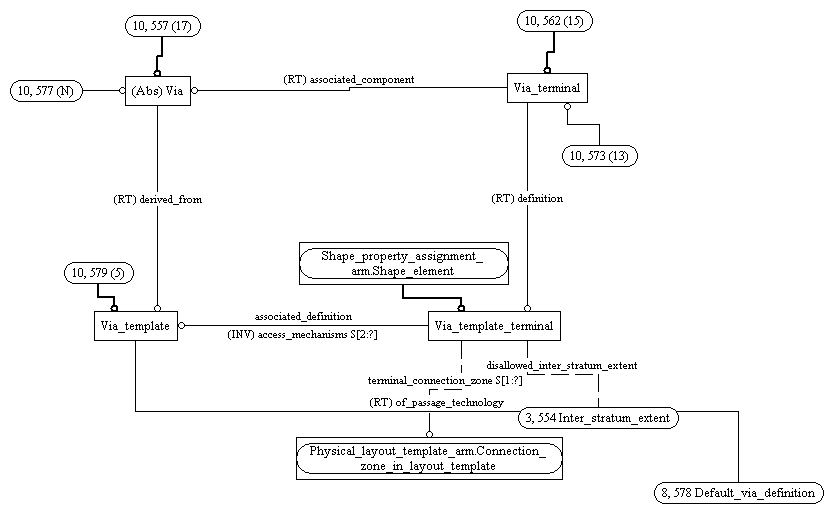 10, 557 (17)
10, 562 (15)
10, 577 (N)
(Abs) Via
(RT) associated_component
Via_terminal
10, 573 (13)
(RT) derived_from
(RT) definition
Shape_property_assignment_
arm.Shape_element
10, 579 (5)
Via_template
associated_definition
(INV) access_mechanisms S[2:?]
Via_template_terminal
disallowed_inter_stratum_extent
terminal_connection_zone S[1:?]
(RT) of_passage_technology
3, 554 Inter_stratum_extent
Physical_layout_template_arm.Connection_
zone_in_layout_template
8, 578 Default_via_definition